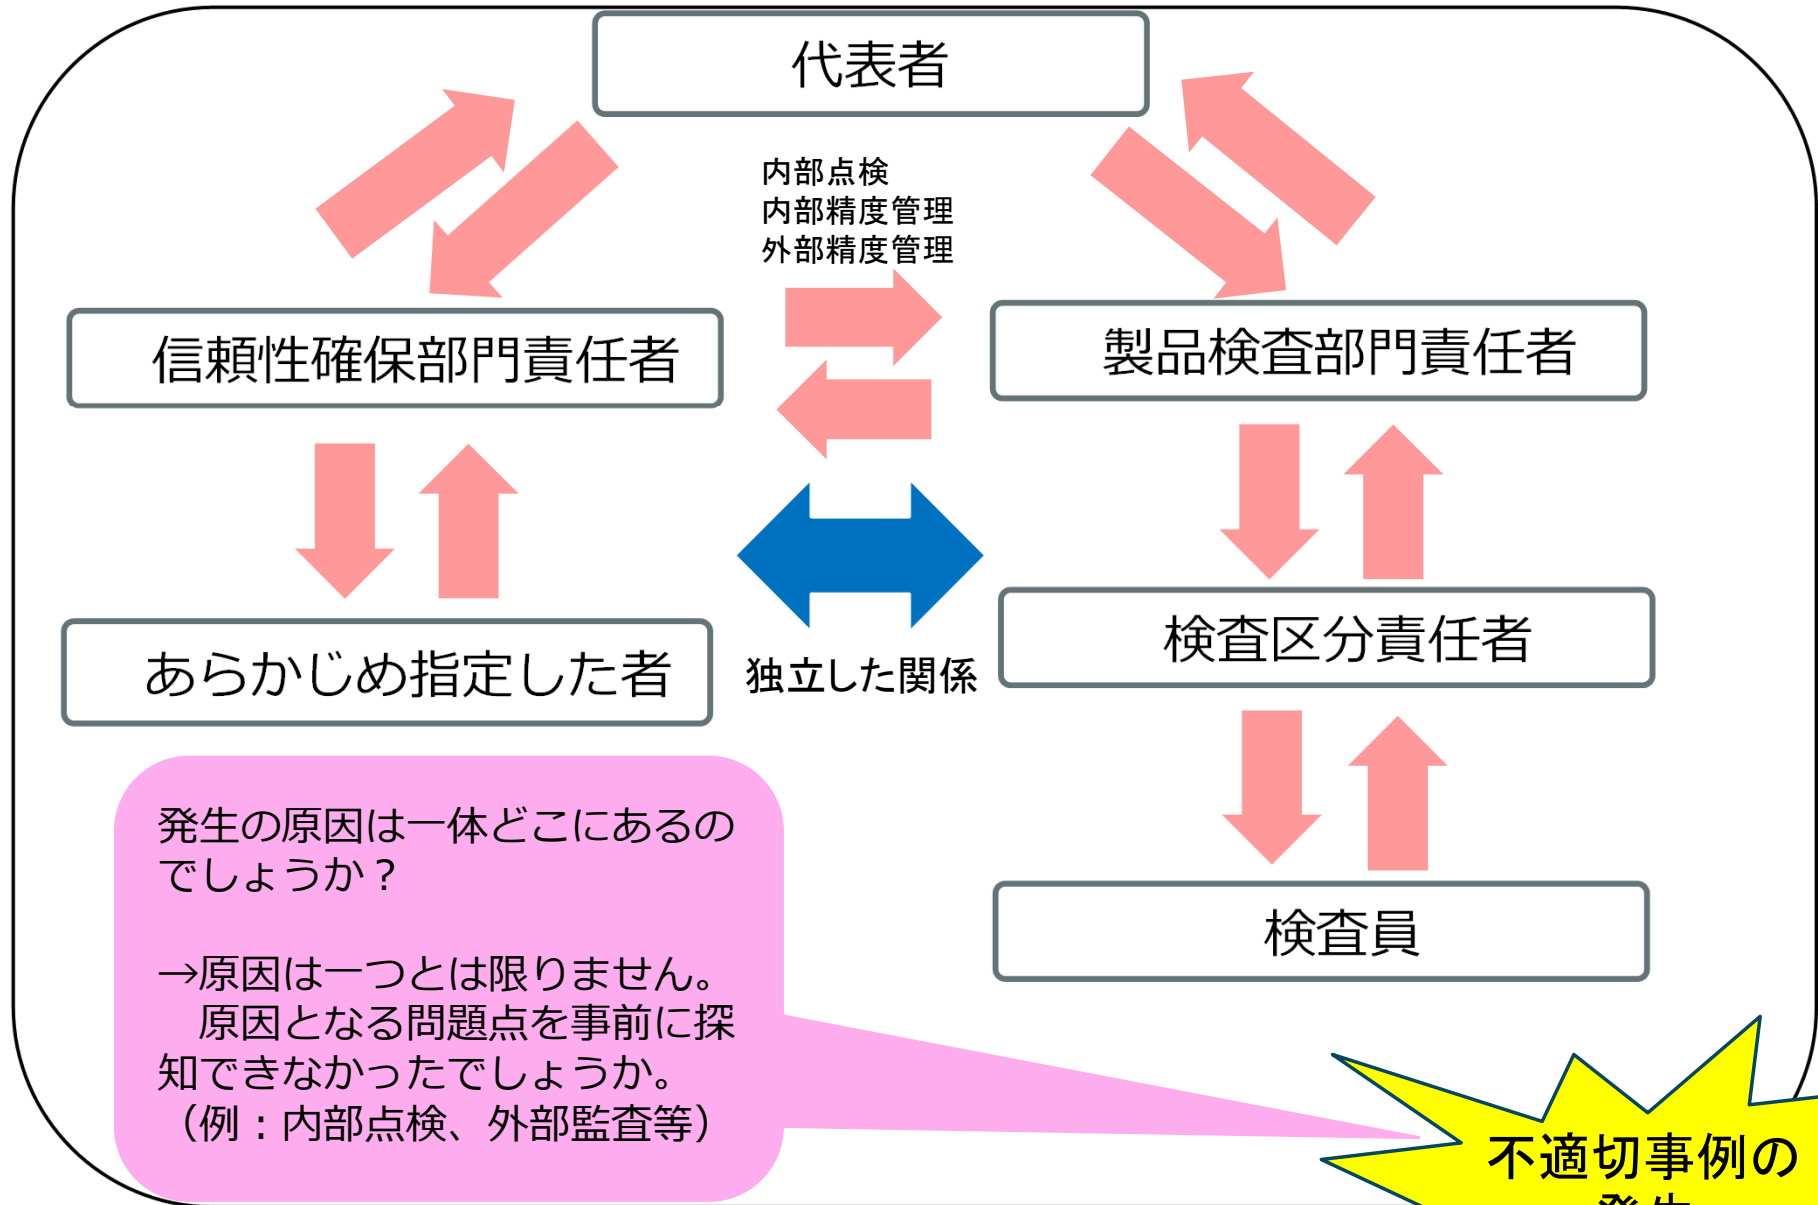 代表者
内部点検
内部精度管理
外部精度管理
信頼性確保部門責任者
製品検査部門責任者
あらかじめ指定した者
独立した関係
検査区分責任者
検査員
発生の原因は一体どこにあるの
でしょうか？
→原因は一つとは限りません。
　原因となる問題点を事前に探
知できなかったでしょうか。
（例：内部点検、外部監査等）
不適切事例の
発生